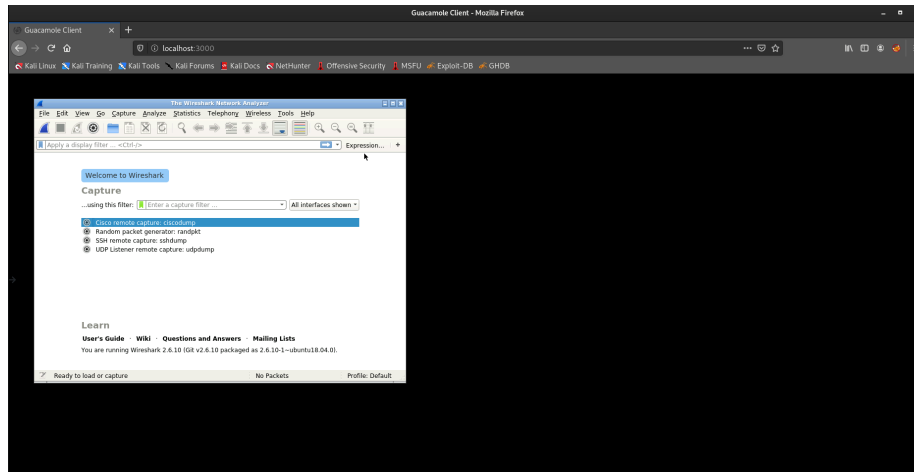 Guacamole Client - Mozilla Firefox
Guacamole Client
localhost:3000
Kali Linux Kali Training Kali Tools Kali Forums Kali Docs NetHunter Offensive Security MSFU Exploit-DB GHDB
The Wireshark Network Analyzer
File Edit View Go Capture Analyze Statistics Telephony Wireless Tools Help
Apply a display filter ... <Ctrl-/> Expression... +
Welcome to Wireshark
Capture
...using this filter: Enter a capture filter ... All interfaces shown
Cisco remote capture: ciscodump
Random packet generator: randpkt
SSH remote capture: sshdump
UDP Listener remote capture: udpdump
Learn
User's Guide · Wiki · Questions and Answers · Mailing Lists
You are running Wireshark 2.6.10 (Git v2.6.10 packaged as 2.6.10-1~ubuntu18.04.0).
Ready to load or capture No Packets Profile: Default